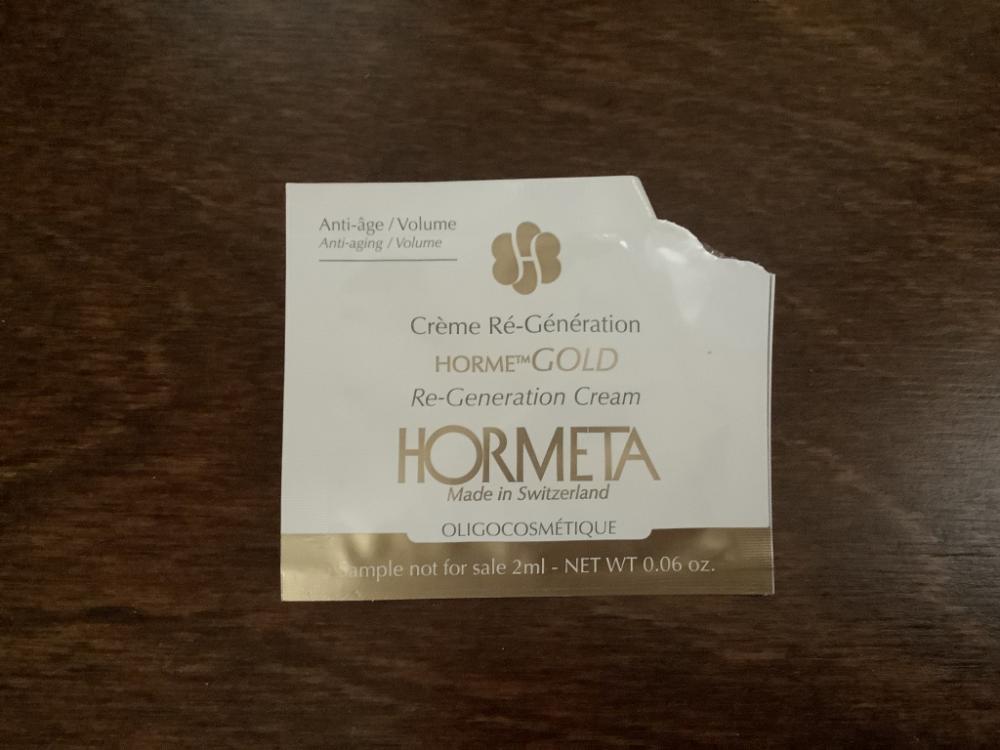 Anti-âge / Volume
Anti-aging / Volume
Crème Ré-Génération
HORME™GOLD
Re-Generation Cream
HORMETA
Made in Switzerland
OLIGOCOSMÉTIQUE
Sample not for sale 2ml - NET WT 0.06 oz.